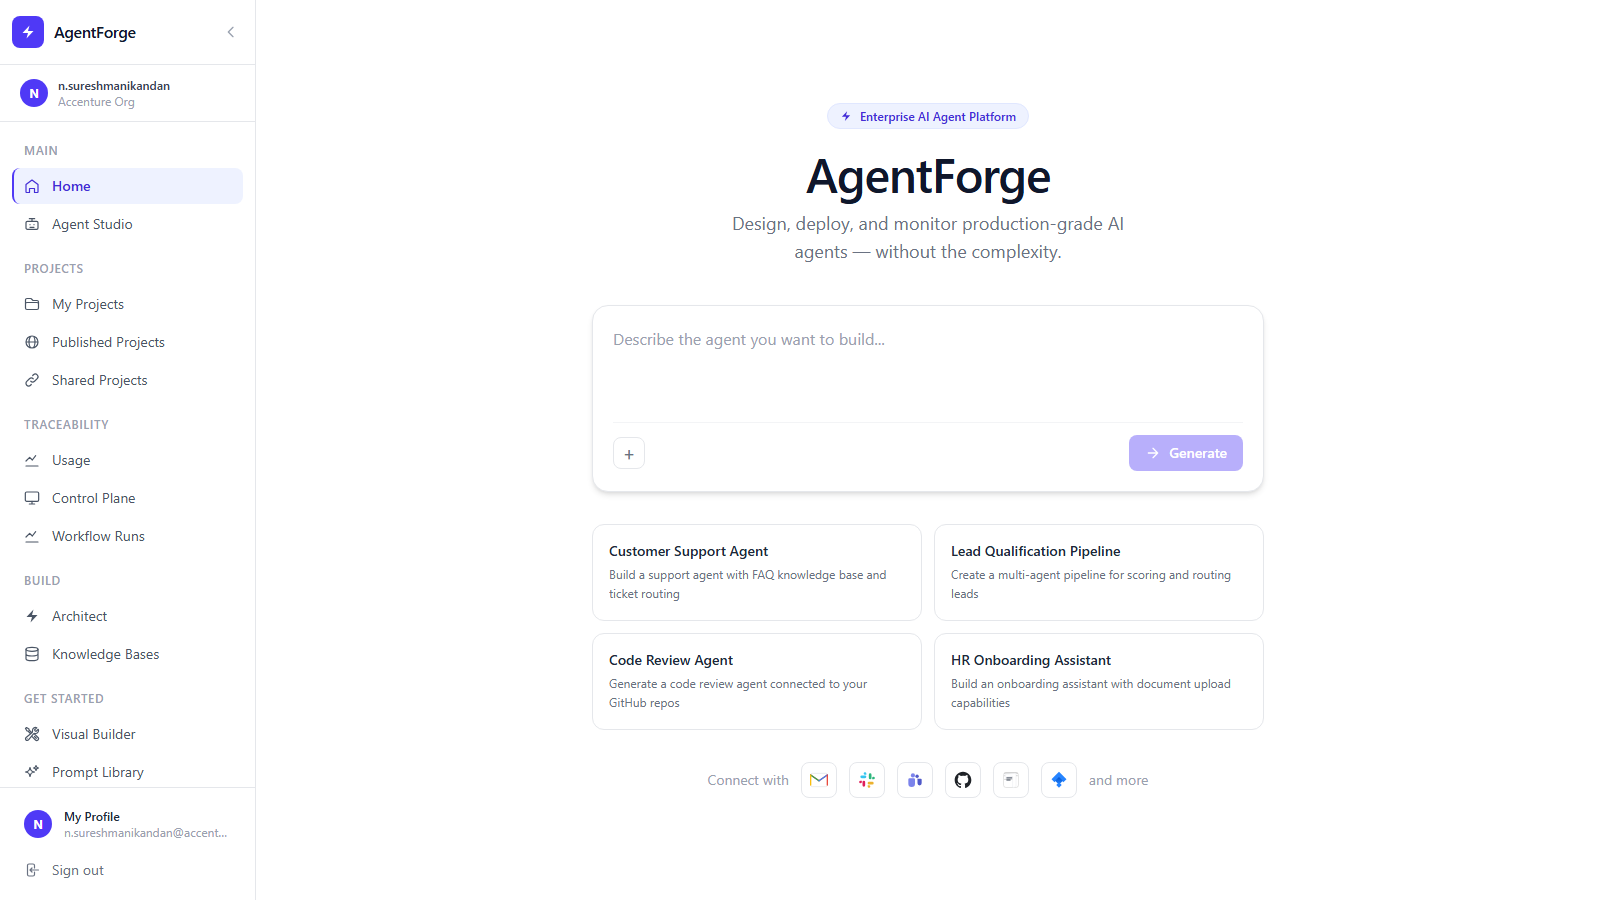 AgentForge
N
n.sureshmanikandan
Accenture Org
MAIN
Home
Agent Studio
PROJECTS
My Projects
Published Projects
Shared Projects
TRACEABILITY
Usage
Control Plane
Workflow Runs
BUILD
Architect
Knowledge Bases
GET STARTED
Visual Builder
Prompt Library
N
My Profile
n.sureshmanikandan@accent...
Sign out
Enterprise AI Agent Platform
AgentForge
Design, deploy, and monitor production-grade AI
agents — without the complexity.
Describe the agent you want to build...
+
Generate
Customer Support Agent
Build a support agent with FAQ knowledge base and
ticket routing
Lead Qualification Pipeline
Create a multi-agent pipeline for scoring and routing
leads
Code Review Agent
Generate a code review agent connected to your
GitHub repos
HR Onboarding Assistant
Build an onboarding assistant with document upload
capabilities
Connect with
and more